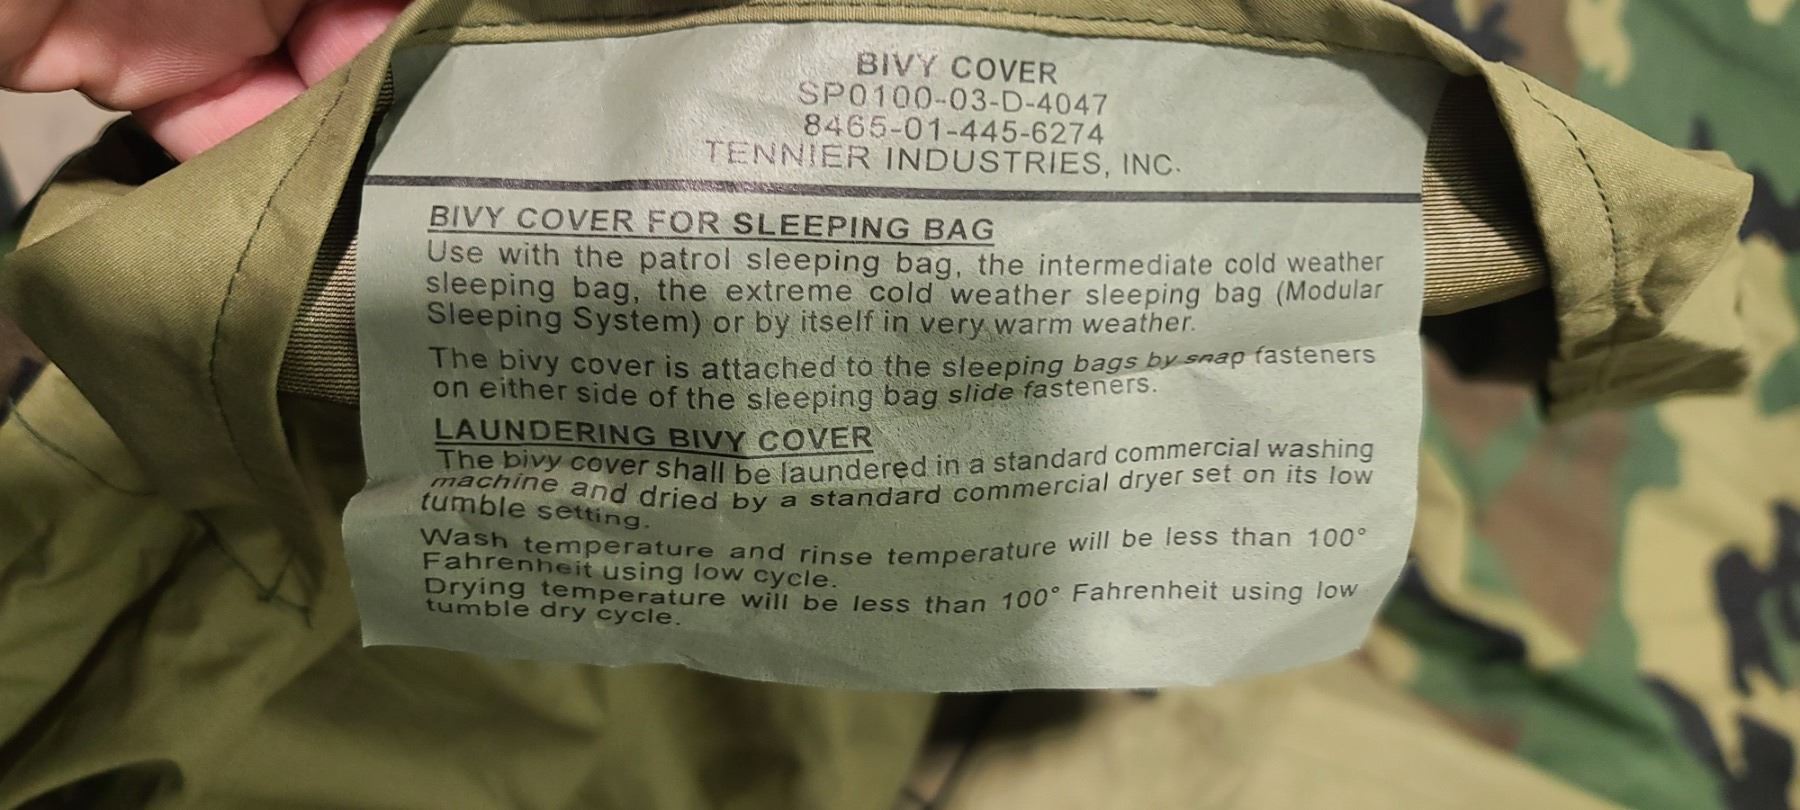 BIVY COVER
SP0100-03-D-4047
8465-01-445-6274
TENNIER INDUSTRIES, INC.
BIVY COVER FOR SLEEPING BAG
Use with the patrol sleeping bag, the intermediate cold weather
sleeping bag, the extreme cold weather sleeping bag (Modular
Sleeping System) or by itself in very warm weather.
The bivy cover is attached to the sleeping bags by snap fasteners
on either side of the sleeping bag slide fasteners.
LAUNDERING BIVY COVER
The bivy cover shall be laundered in a standard commercial washing
machine and dried by a standard commercial dryer set on its low
tumble setting.
Wash temperature and rinse temperature will be less than 100°
Fahrenheit using low cycle.
Drying temperature will be less than 100° Fahrenheit using low
tumble dry cycle.